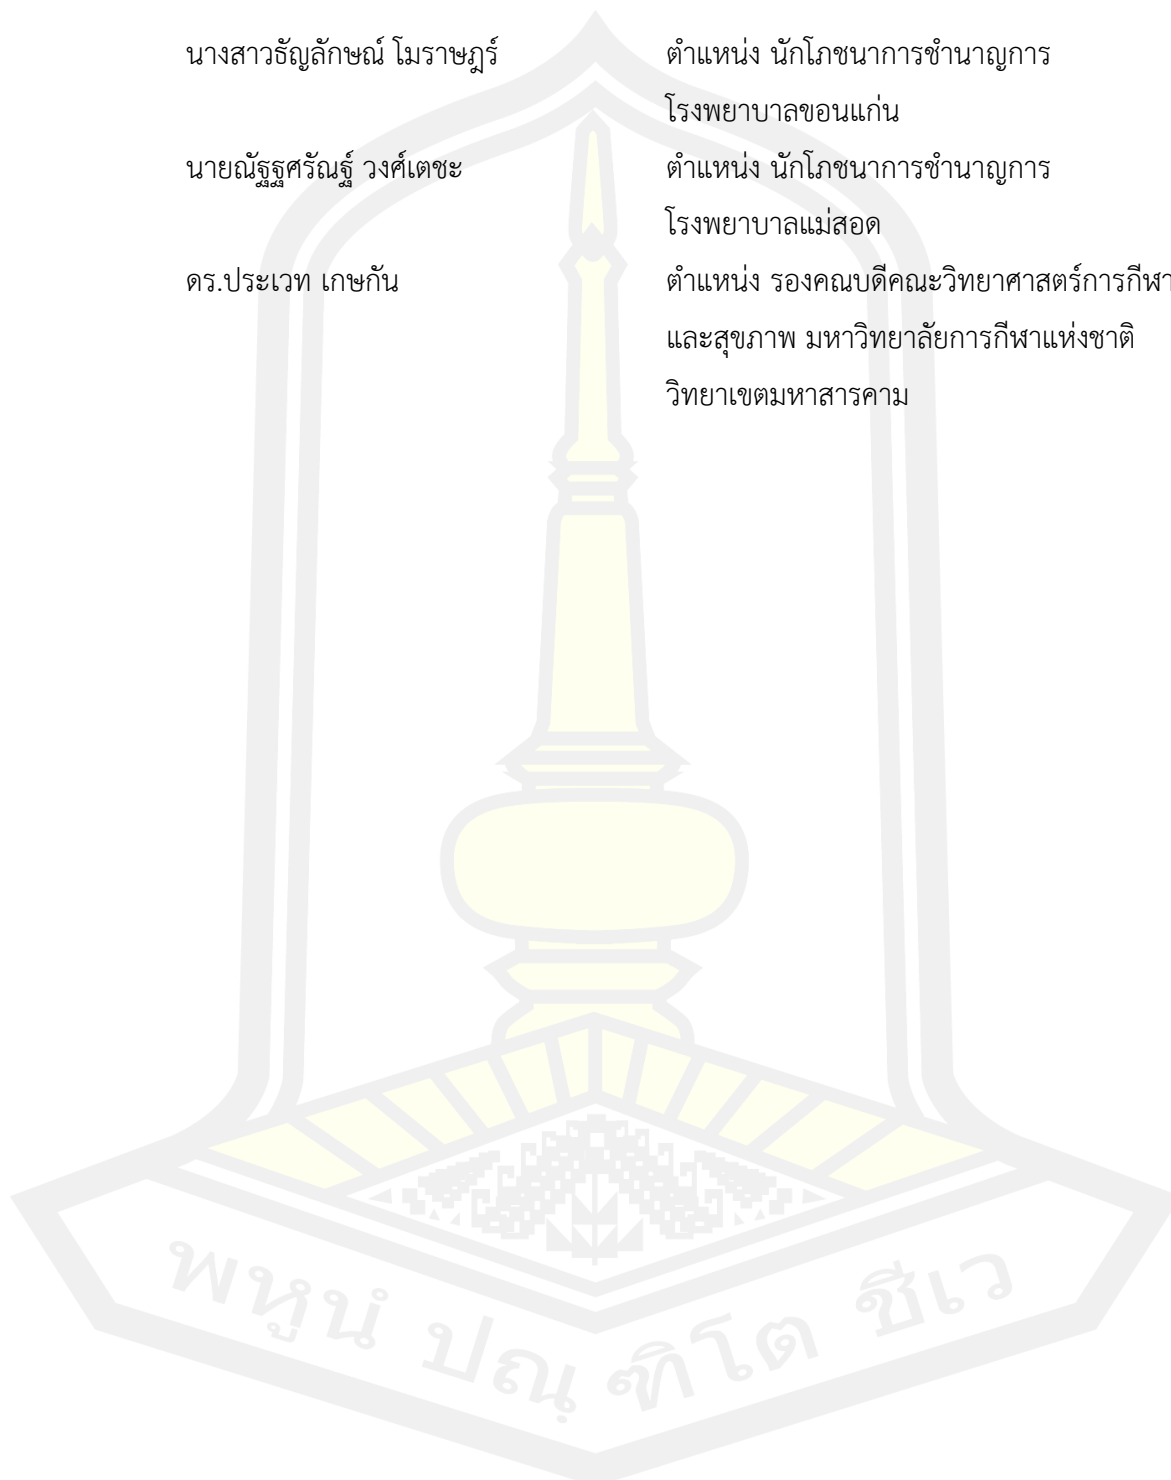 นางสาวธัญลักษณ์ โมราษฎร์ ตำแหน่ง นักโภชนาการชำนาญการ
โรงพยาบาลขอนแก่น
นายณัฐฐศรัณฐ์ วงศ์เตชะ ตำแหน่ง นักโภชนาการชำนาญการ
โรงพยาบาลแม่สอด
ดร.ประเวท เกษกัน ตำแหน่ง รองคณบดีคณะวิทยาศาสตร์การกีฬา
และสุขภาพ มหาวิทยาลัยการกีฬาแห่งชาติ
วิทยาเขตมหาสารคาม
พหูนํ ปณฺ ฑิโต ชีเว